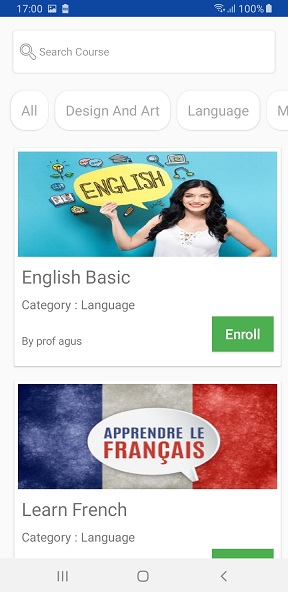 17:00
100%
Search Course
All
Design And Art
Language
M
ENGLISH
English Basic
Category : Language
By prof agus
Enroll
APPRENDRE LE
FRANÇAIS
Learn French
Category : Language